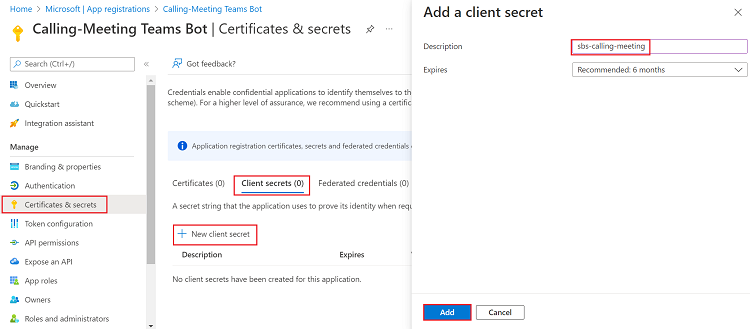 Home > Microsoft | App registrations > Calling-Meeting Teams Bot
Calling-Meeting Teams Bot | Certificates & secrets
Search (Ctrl+/)
Overview
Quickstart
Integration assistant
Manage
Branding & properties
Authentication
Certificates & secrets
Token configuration
API permissions
Expose an API
App roles
Owners
Roles and administrators
Got feedback?
Credentials enable confidential applications to identify themselves to the
scheme). For a higher level of assurance, we recommend using a certific
Application registration certificates, secrets and federated credentials
Certificates (0) Client secrets (0) Federated credentials (0)
A secret string that the application uses to prove its identity when requ
New client secret
Description Expires
No client secrets have been created for this application.
Add a client secret
Description sbs-calling-meeting
Expires Recommended: 6 months
Add Cancel